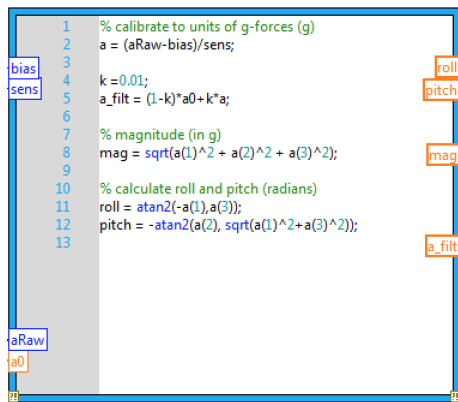 1 % calibrate to units of g-forces (g)
2 a = (aRaw-bias)/sens;
3
4 k =0.01;
5 a_filt = (1-k)*a0+k*a;
6
7 % magnitude (in g)
8 mag = sqrt(a(1)^2 + a(2)^2 + a(3)^2);
9
10 % calculate roll and pitch (radians)
11 roll = atan2(-a(1),a(3));
12 pitch = -atan2(a(2), sqrt(a(1)^2+a(3)^2));
13
bias
sens
aRaw
a0
roll
pitch
mag
a_filt